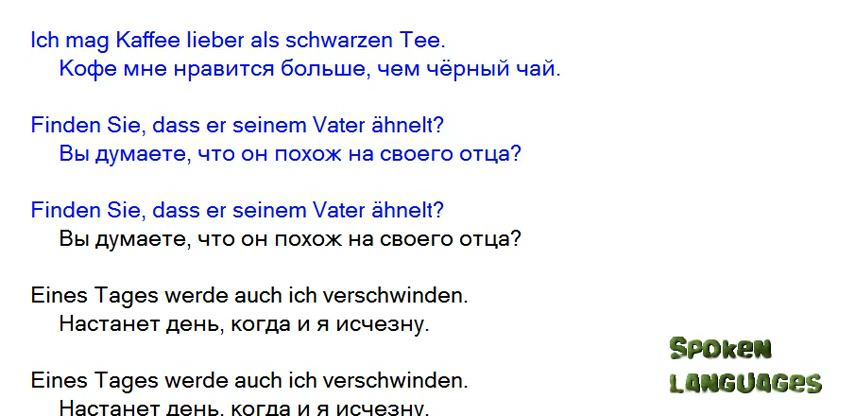 Ich mag Kaffee lieber als schwarzen Tee.
Кофе мне нравится больше, чем чёрный чай.
Finden Sie, dass er seinem Vater ähnelt?
Вы думаете, что он похож на своего отца?
Finden Sie, dass er seinem Vater ähnelt?
Вы думаете, что он похож на своего отца?
Eines Tages werde auch ich verschwinden.
Настанет день, когда и я исчезну.
Eines Tages werde auch ich verschwinden.
Настанет день, когда и я исчезну.
Spoken
Languages